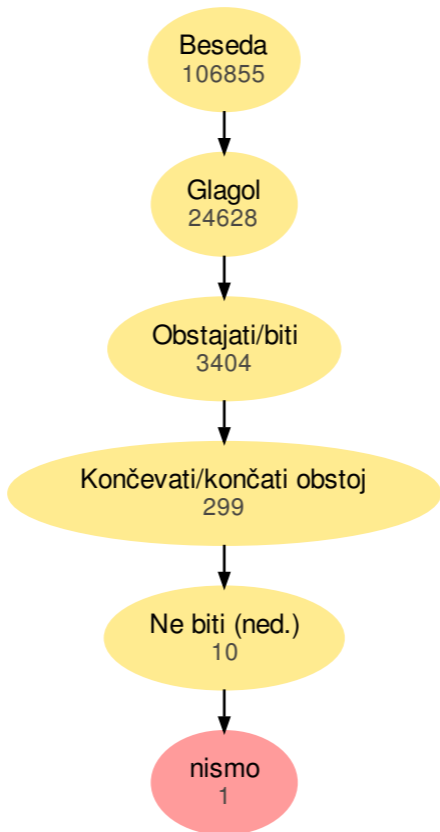 Beseda
106855
Glagol
24628
Obstajati/biti
3404
Končevati/končati obstoj
299
Ne biti (ned.)
10
nismo
1